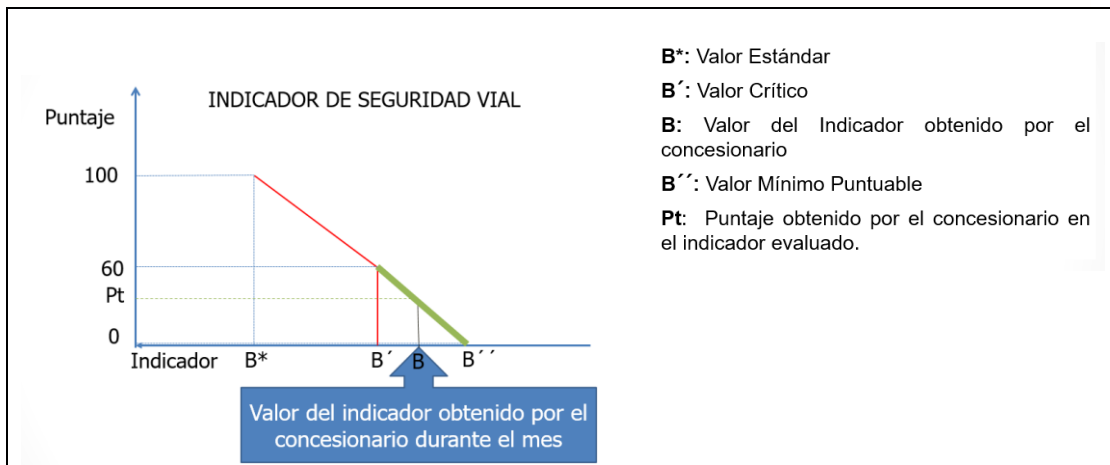 INDICADOR DE SEGURIDAD VIAL
Puntaje
100
60
Pt
0
Indicador
B*
B´
B
B´´
Valor del indicador obtenido por el
concesionario durante el mes
B*: Valor Estándar
B´: Valor Crítico
B: Valor del Indicador obtenido por el
concesionario
B´´: Valor Mínimo Puntuable
Pt: Puntaje obtenido por el concesionario en
el indicador evaluado.